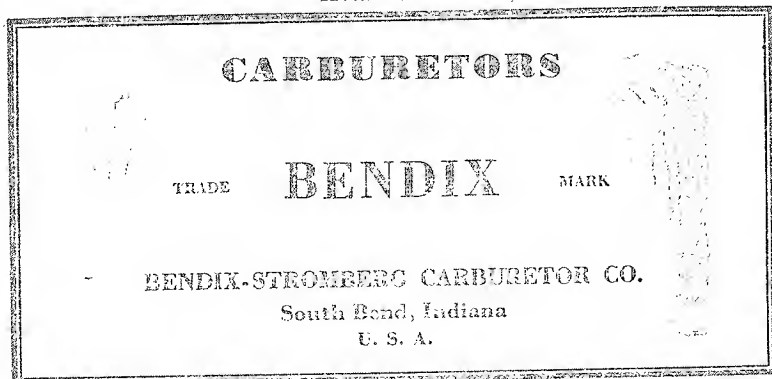 CARBURETORS
TRADE BENDIX MARK
BENDIX-STROMBERG CARBURETOR CO.
South Bend, Indiana
U. S. A.